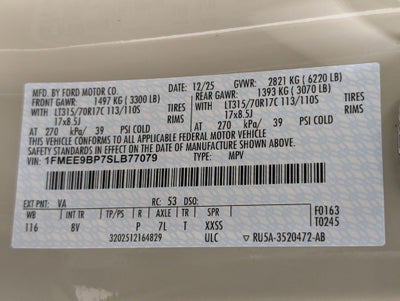 MFD. BY FORD MOTOR CO. 12/25 GVWR: 2821 KG (6220 LB)
FRONT GAWR: 1497 KG (3300 LB) REAR GAWR: 1393 KG (3070 LB)
LT315/70R17C 113/110S TIRES LT315/70R17C 113/110S TIRES
17x8.5J RIMS 17x8.5J RIMS
AT 270 kPa/ 39 PSI COLD AT 270 kPa/ 39 PSI COLD
THIS VEHICLE CONFORMS TO ALL APPLICABLE FEDERAL MOTOR VEHICLE
SAFETY STANDARDS IN EFFECT ON THE DATE OF MANUFACTURE SHOWN ABOVE.
VIN: 1FMEE9BP7SLB77079 TYPE: MPV
EXT PNT: VA RC: 53 DSO: F0163
WB INT TR TP/PS R AXLE TR SPR T0245
116 8V P 7L T XXSS
3202512164829 ULC ▽ RU5A-3520472-AB